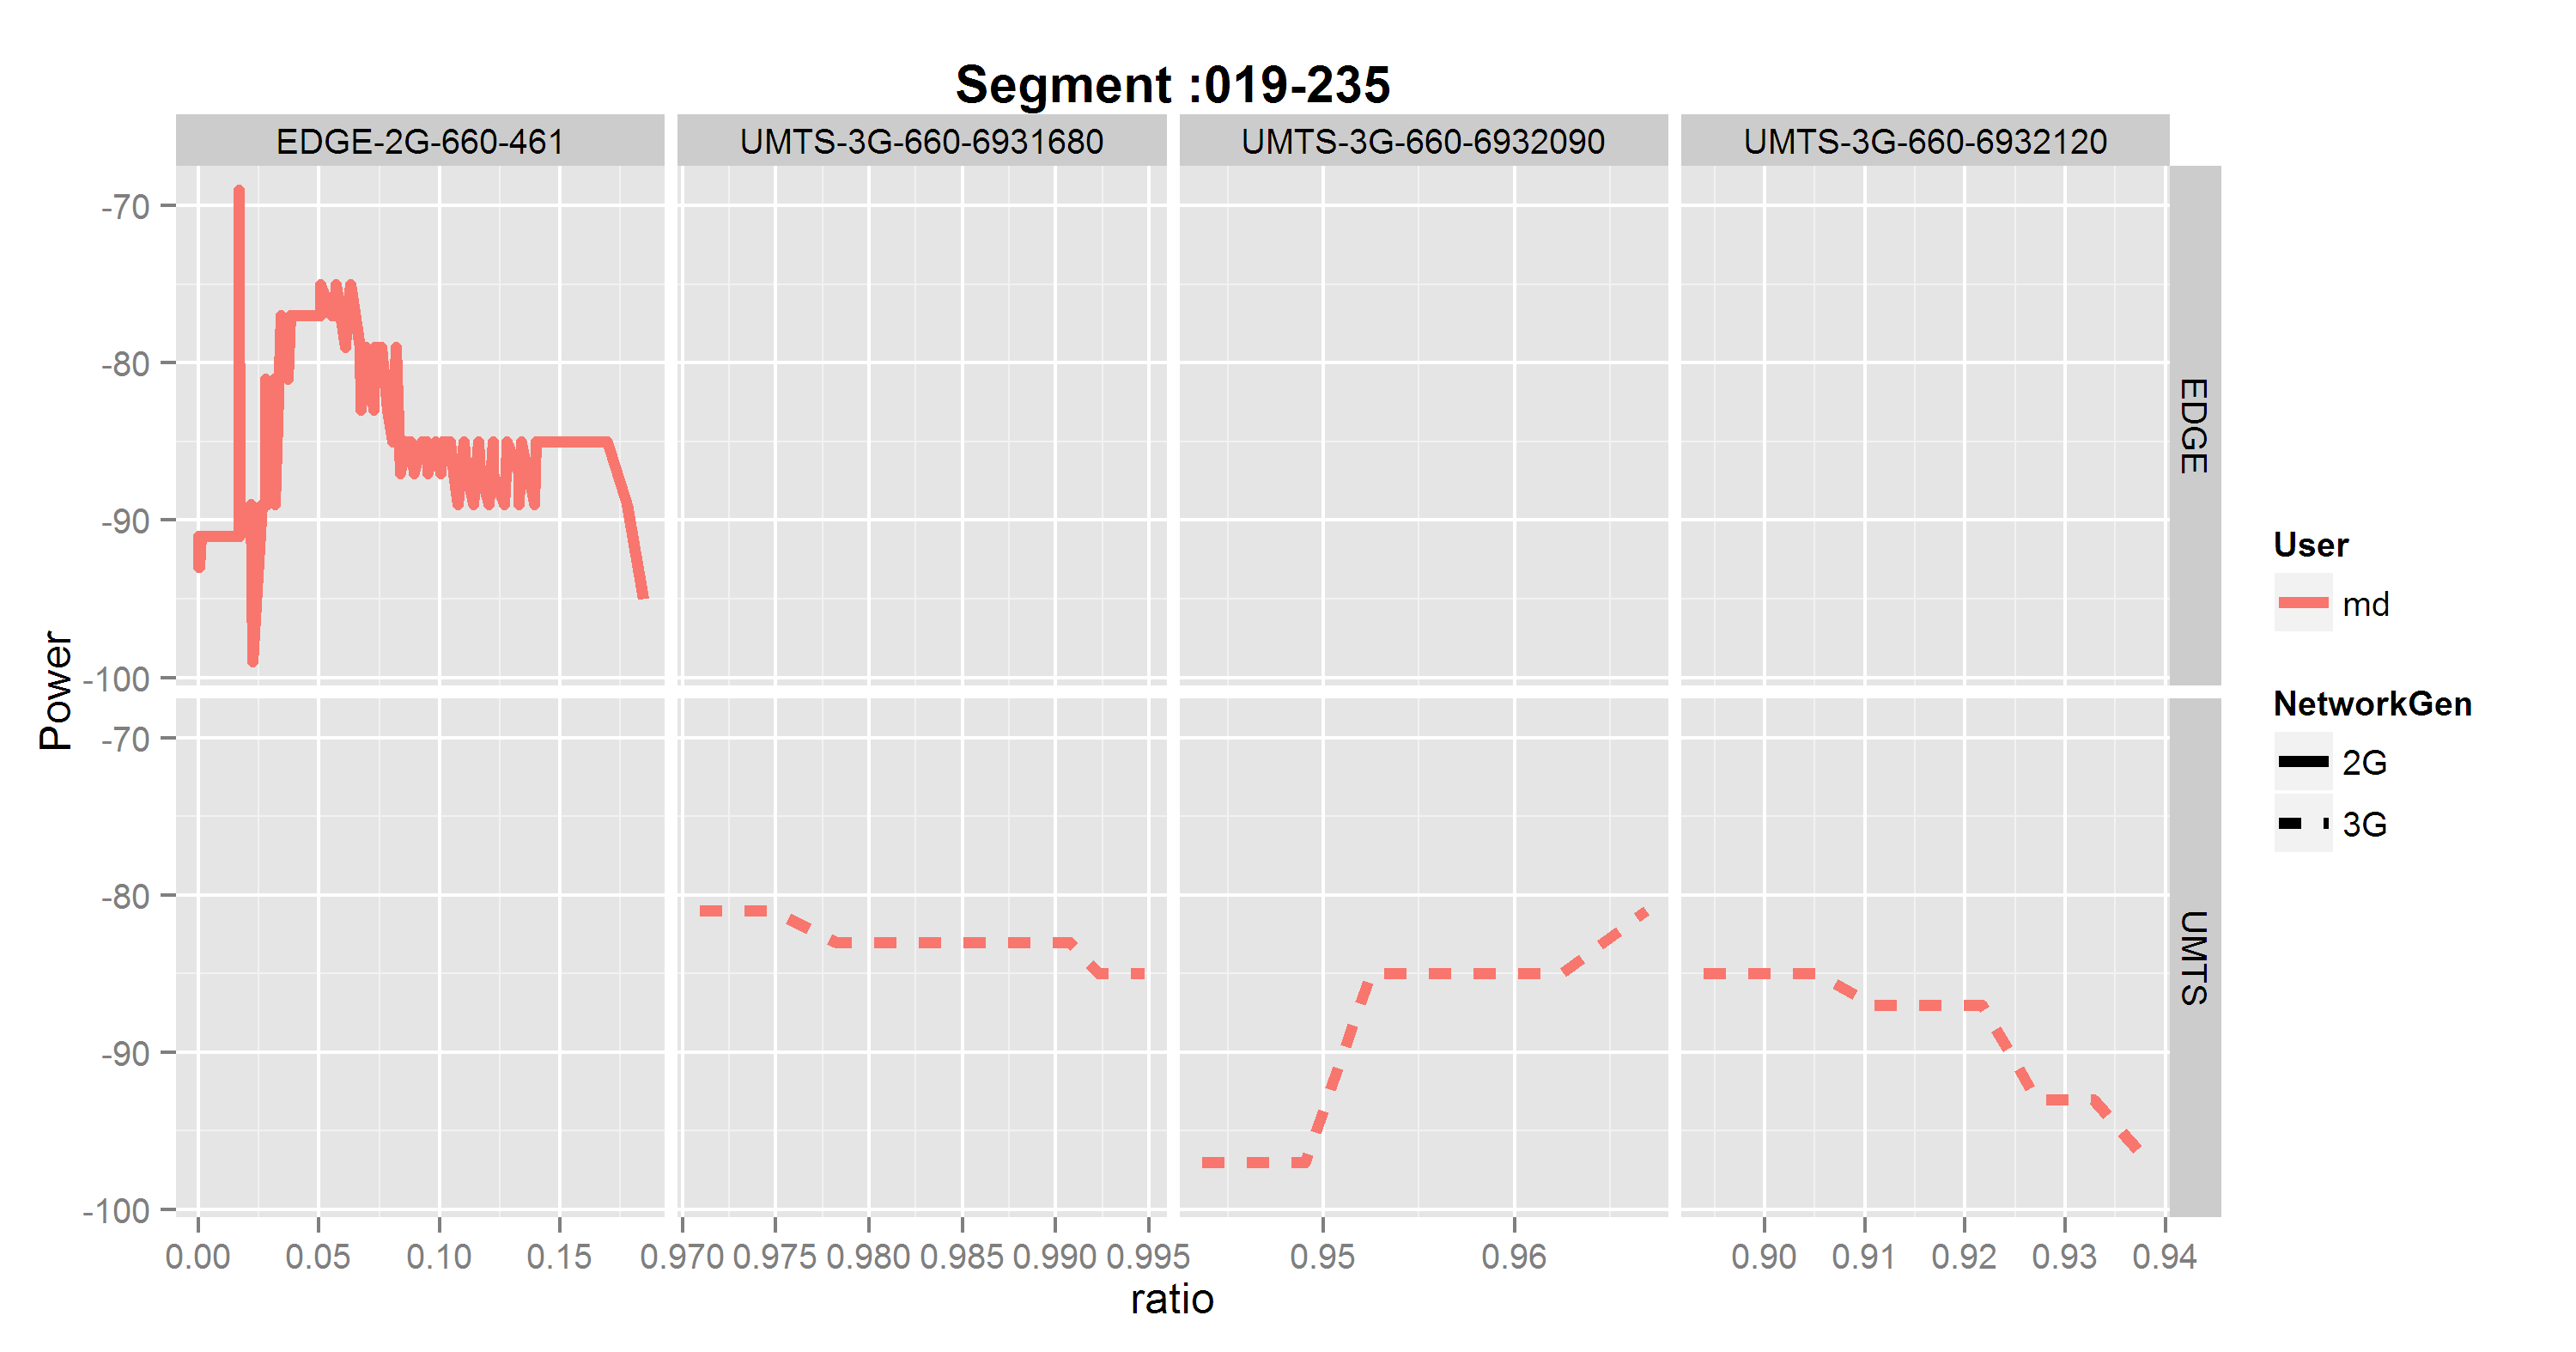 Segment :019-235
EDGE-2G-660-461 UMTS-3G-660-6931680 UMTS-3G-660-6932090 UMTS-3G-660-6932120
-70
-80
-90
-100
EDGE
Power
-70
-80
-90
-100
UMTS
0.00 0.05 0.10 0.15 0.970 0.975 0.980 0.985 0.990 0.995 0.95 0.96 0.90 0.91 0.92 0.93 0.94
ratio
User
md
NetworkGen
2G
3G